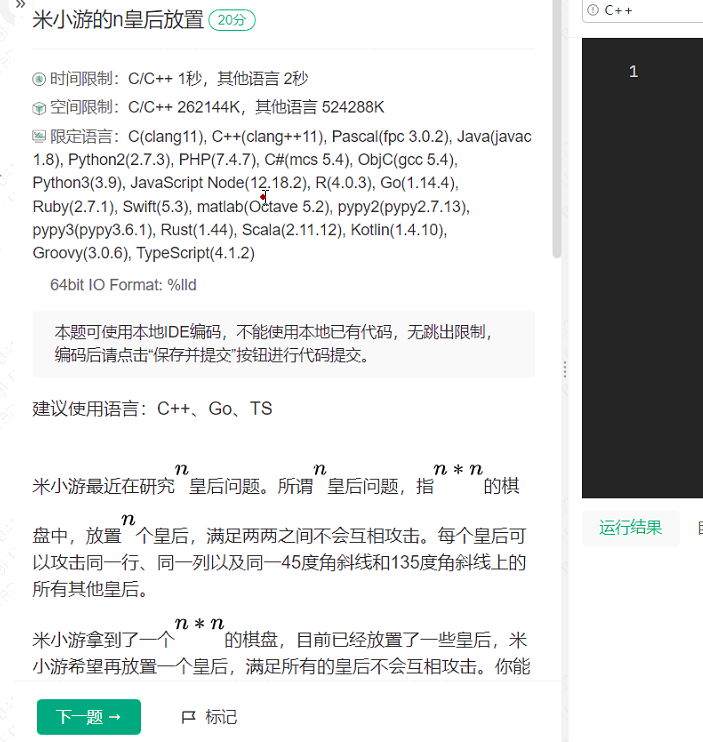 »
米小游的n皇后放置 20分
C++
时间限制：C/C++ 1秒，其他语言 2秒
1
空间限制：C/C++ 262144K，其他语言 524288K
限定语言：C(clang11), C++(clang++11), Pascal(fpc 3.0.2), Java(javac
1.8), Python2(2.7.3), PHP(7.4.7), C#(mcs 5.4), ObjC(gcc 5.4),
Python3(3.9), JavaScript Node(12.18.2), R(4.0.3), Go(1.14.4),
Ruby(2.7.1), Swift(5.3), matlab(Octave 5.2), pypy2(pypy2.7.13),
pypy3(pypy3.6.1), Rust(1.44), Scala(2.11.12), Kotlin(1.4.10),
Groovy(3.0.6), TypeScript(4.1.2)
64bit IO Format: %lld
本题可使用本地IDE编码，不能使用本地已有代码，无跳出限制，
编码后请点击“保存并提交”按钮进行代码提交。
建议使用语言：C++、Go、TS
米小游最近在研究n皇后问题。所谓n皇后问题，指n*n的棋
盘中，放置n个皇后，满足两两之间不会互相攻击。每个皇后可
以攻击同一行、同一列以及同一45度角斜线和135度角斜线上的
所有其他皇后。
米小游拿到了一个n*n的棋盘，目前已经放置了一些皇后，米
小游希望再放置一个皇后，满足所有的皇后不会互相攻击。你能
运行结果
下一题 →
标记